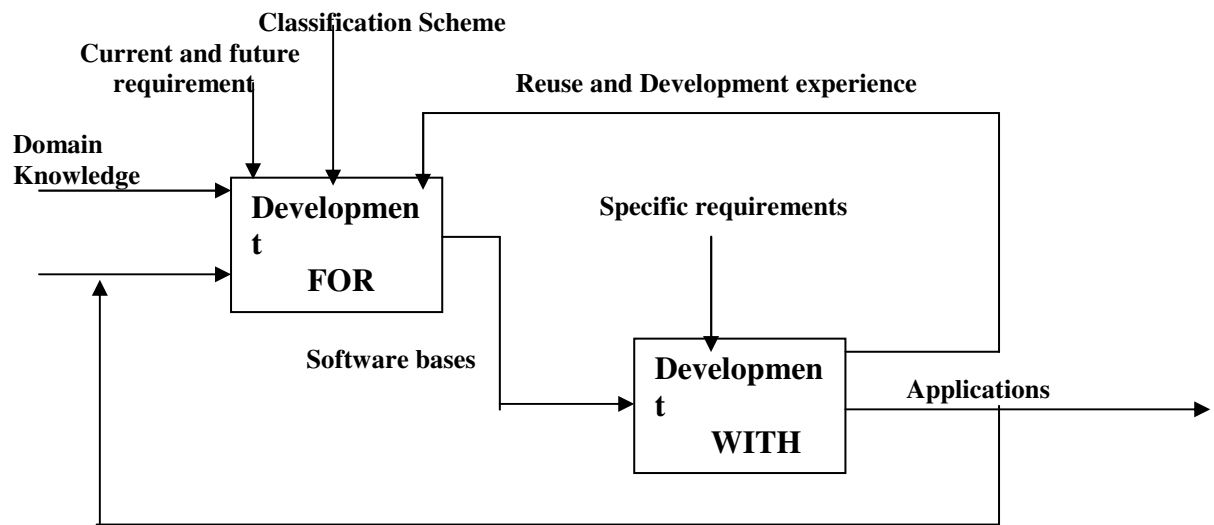 Classification Scheme
Current and future
requirement
Reuse and Development experience
Domain
Knowledge
Developmen
t
FOR
Specific requirements
Software bases
Developmen
t
WITH
Applications